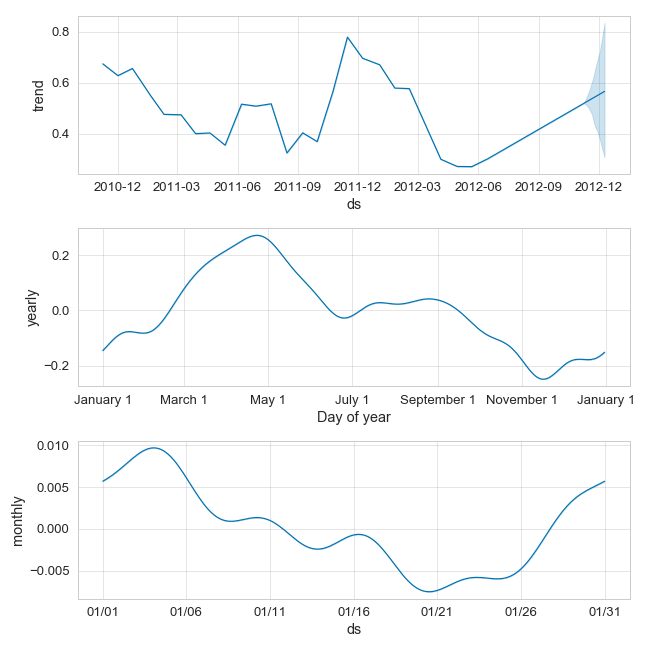 0.8
0.6
0.4
trend
2010-12 2011-03 2011-06 2011-09 2011-12 2012-03 2012-06 2012-09 2012-12
ds
0.2
0.0
−0.2
yearly
January 1 March 1 May 1 July 1 September 1 November 1 January 1
Day of year
0.010
0.005
0.000
−0.005
monthly
01/01 01/06 01/11 01/16 01/21 01/26 01/31
ds